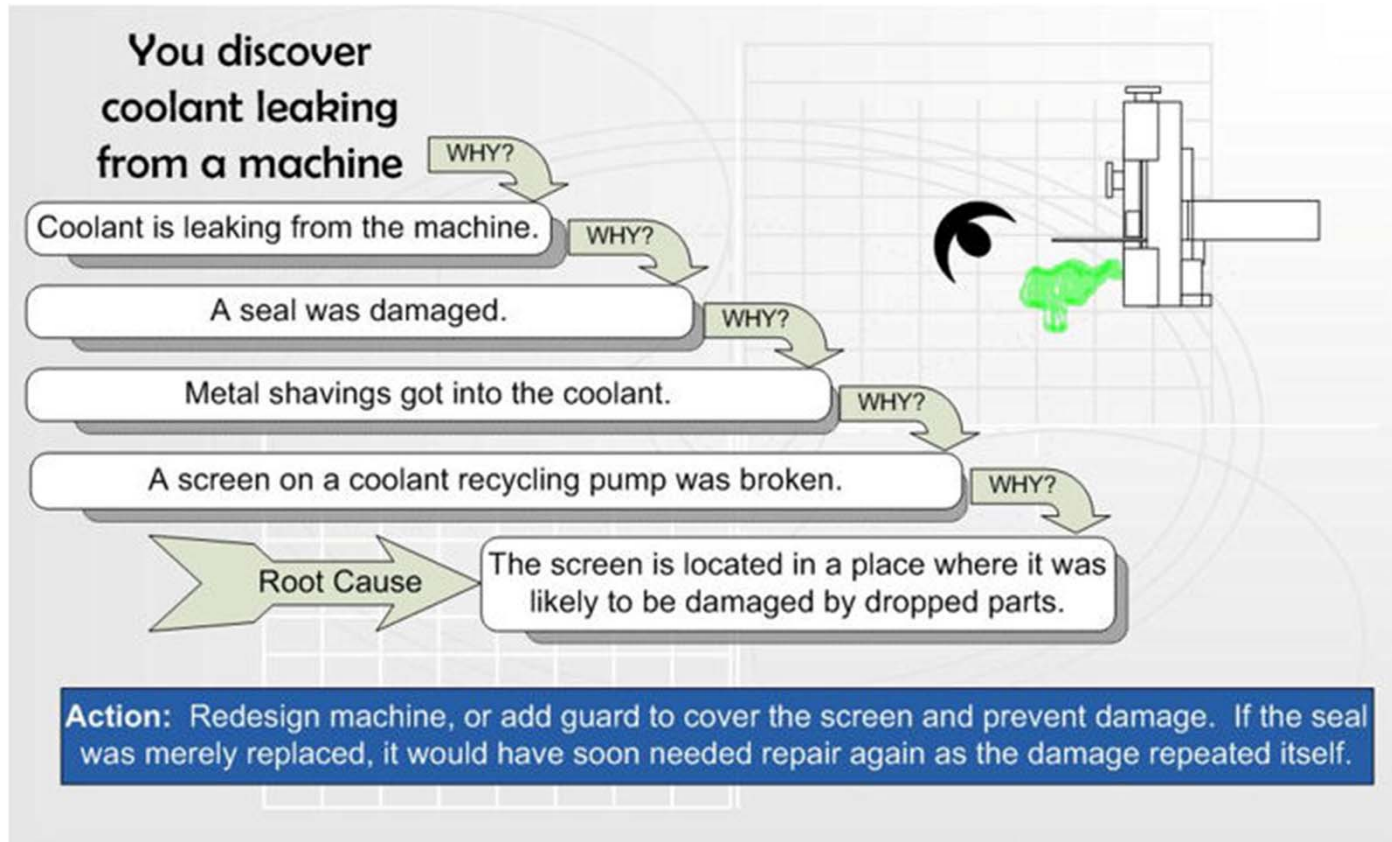 You discover
coolant leaking
from a machine
WHY?
Coolant is leaking from the machine.
WHY?
A seal was damaged.
WHY?
Metal shavings got into the coolant.
WHY?
A screen on a coolant recycling pump was broken.
WHY?
Root Cause
The screen is located in a place where it was
likely to be damaged by dropped parts.
Action: Redesign machine, or add guard to cover the screen and prevent damage. If the seal
was merely replaced, it would have soon needed repair again as the damage repeated itself.